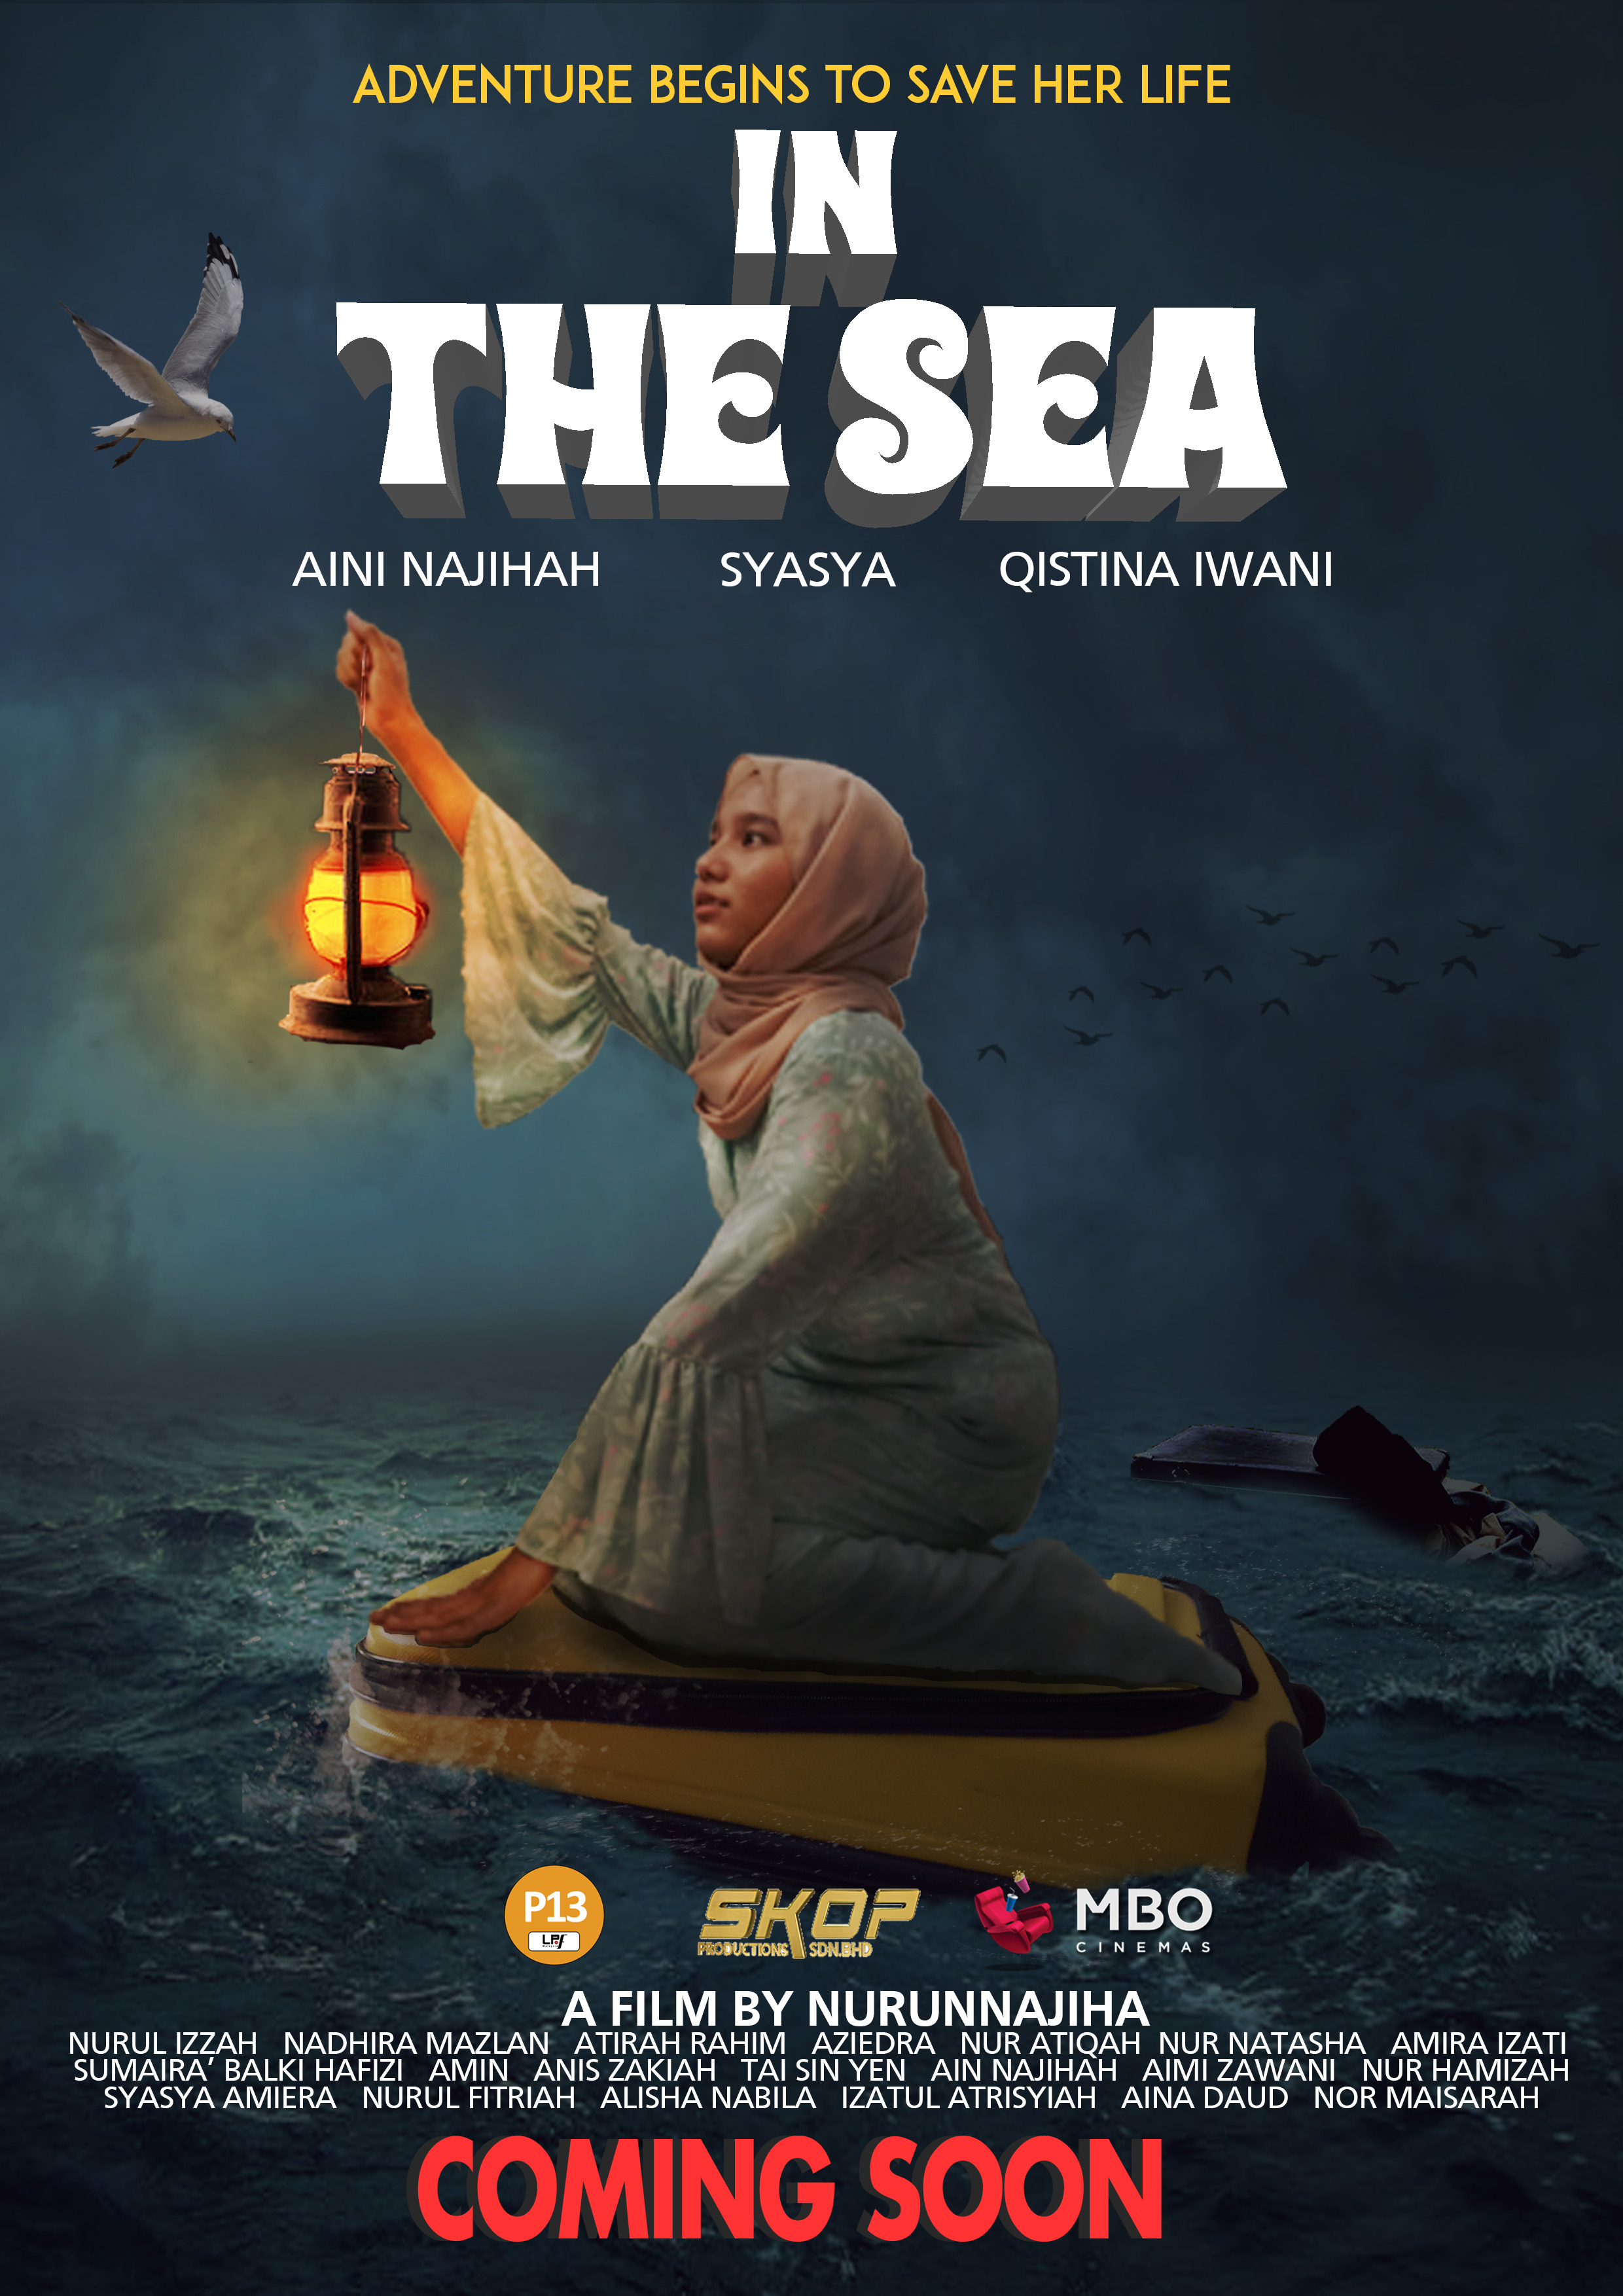 ADVENTURE BEGINS TO SAVE HER LIFE
IN
THE SEA
AINI NAJIHAH SYASYA QISTINA IWANI
P13
LPF
SKOP
PRODUCTIONS SDN.BHD
MBO
CINEMAS
A FILM BY NURUNNAJIHA
NURUL IZZAH NADHIRA MAZLAN ATIRAH RAHIM AZIEDRA NUR ATIQAH NUR NATASHA AMIRA IZATI
SUMAIRA' BALKI HAFIZI AMIN ANIS ZAKIAH TAI SIN YEN AIN NAJIHAH AIMI ZAWANI NUR HAMIZAH
SYASYA AMIERA NURUL FITRIAH ALISHA NABILA IZATUL ATRISYIAH AINA DAUD NOR MAISARAH
COMING SOON